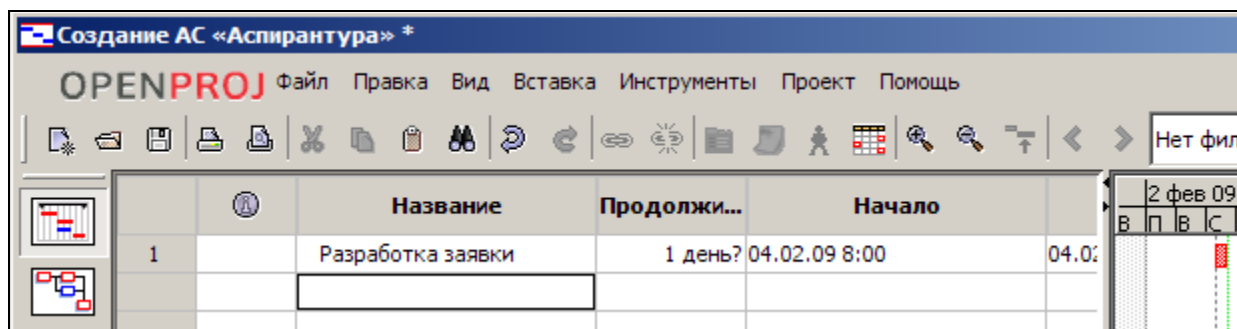 Создание АС «Аспирантура» *
OPENPROJ Файл Правка Вид Вставка Инструменты Проект Помощь
Нет фил
Название Продолжи... Начало
2 фев 09
В П В С
1 Разработка заявки 1 день? 04.02.09 8:00 04.02